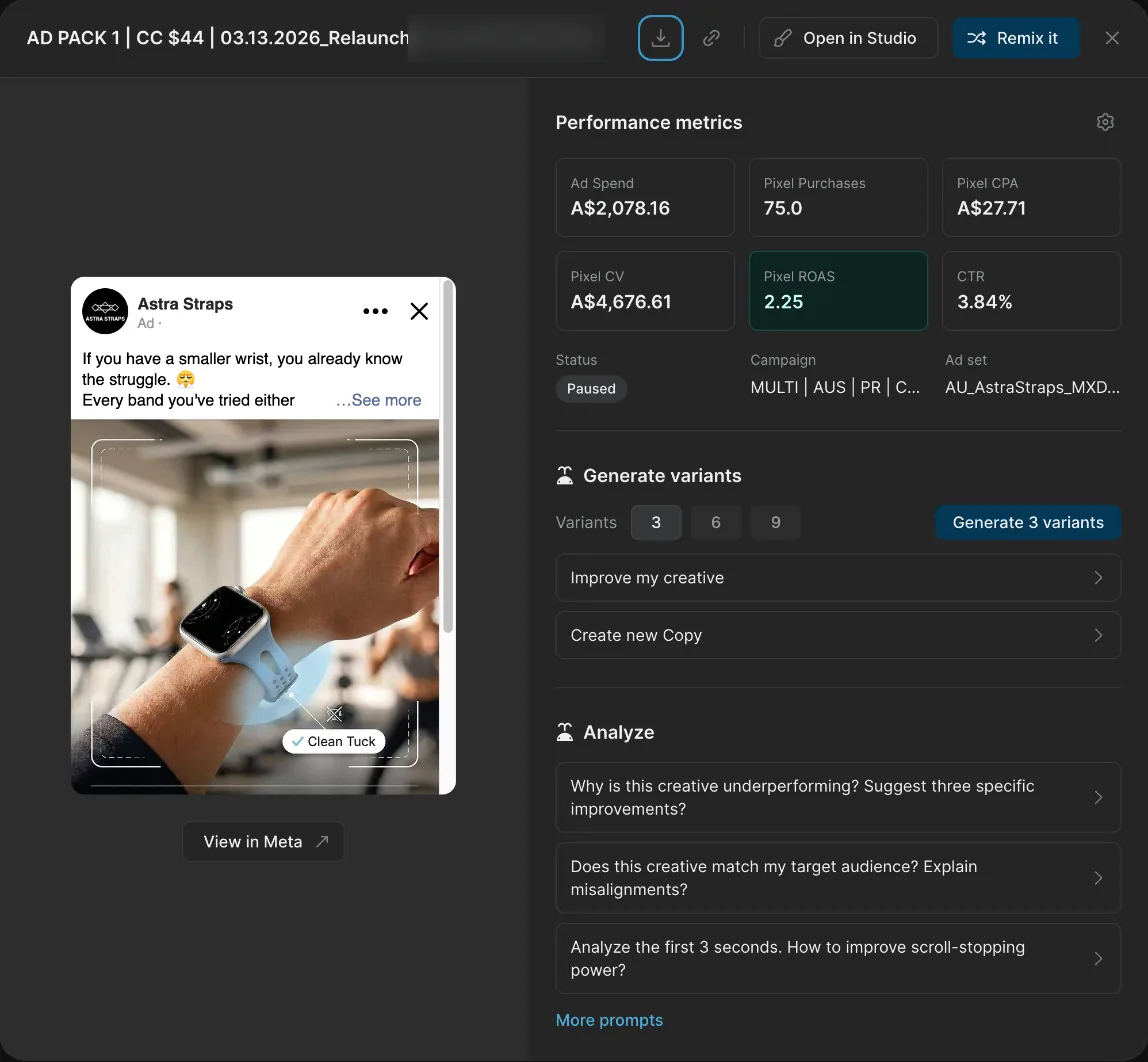 AD PACK 1 | CC $44 | 03.13.2026_Relaunch
Open in Studio
Remix it
Astra Straps
Ad ·
ASTRA STRAPS
If you have a smaller wrist, you already know
the struggle. 😤
Every band you've tried either ...See more
Clean Tuck
View in Meta
Performance metrics
Ad Spend
A$2,078.16
Pixel Purchases
75.0
Pixel CPA
A$27.71
Pixel CV
A$4,676.61
Pixel ROAS
2.25
CTR
3.84%
Status
Paused
Campaign
MULTI | AUS | PR | C...
Ad set
AU_AstraStraps_MXD...
Generate variants
Variants 3 6 9
Generate 3 variants
Improve my creative
Create new Copy
Analyze
Why is this creative underperforming? Suggest three specific
improvements?
Does this creative match my target audience? Explain
misalignments?
Analyze the first 3 seconds. How to improve scroll-stopping
power?
More prompts